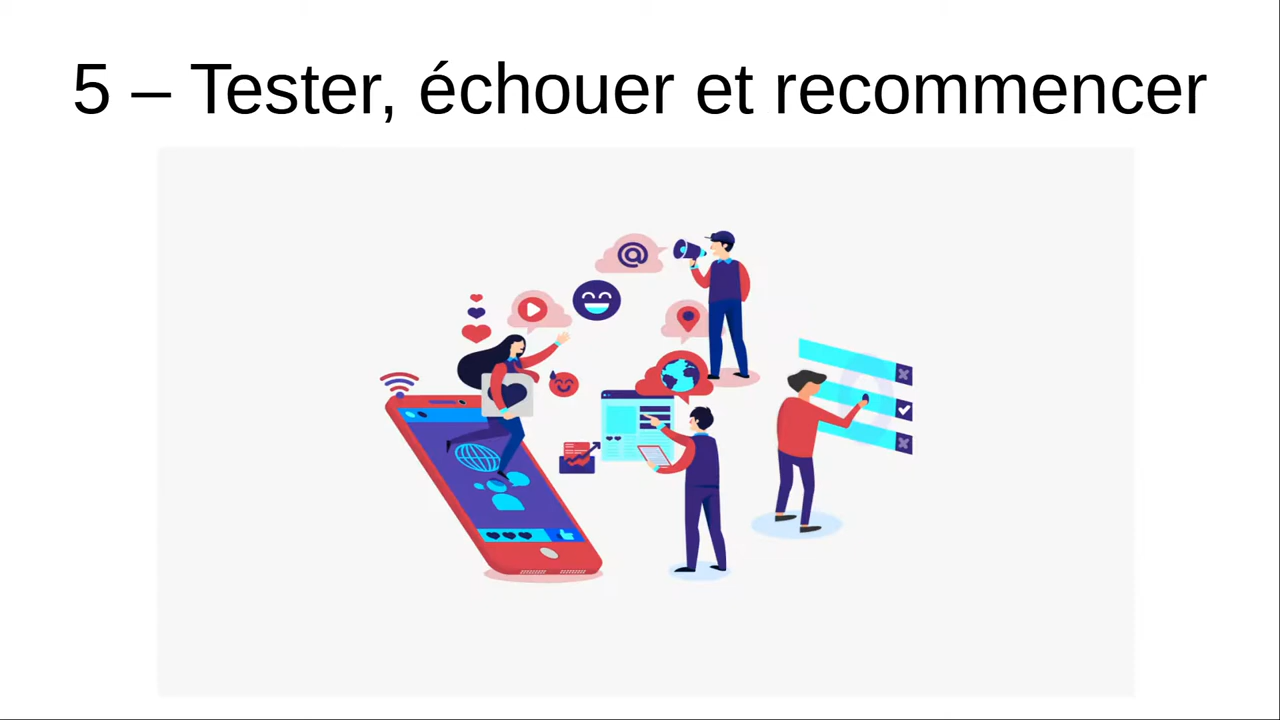 5 – Tester, échouer et recommencer
@